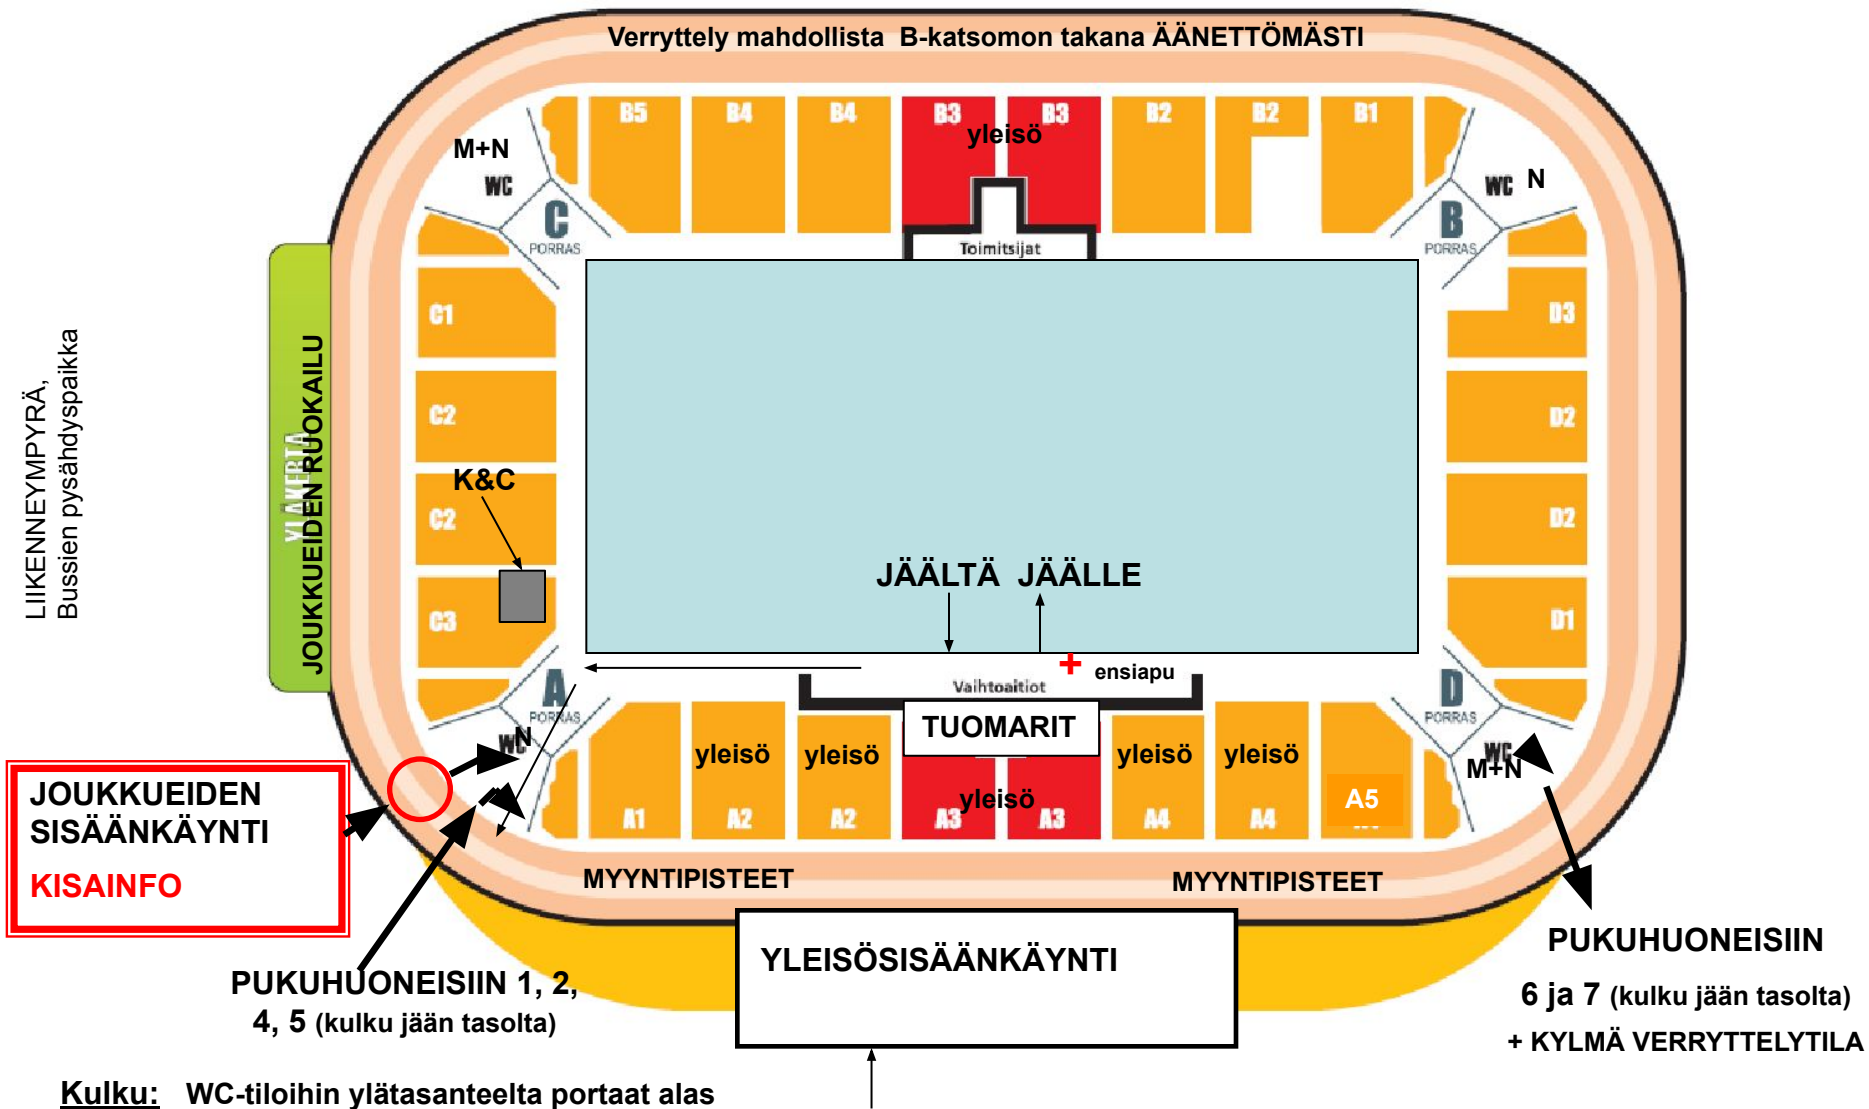 Verryttely mahdollista B-katsomon takana ÄÄNETTÖMÄSTI
B5
B4
B4
B3
B3
yleisö
B2
B2
B1
M+N
WC
C
PORRAS
WC N
B
PORRAS
Toimitsijat
LIIKENNEYMPYRÄ,
Bussien pysähdyspaikka
YLÄKERTA
JOUKKUEIDEN RUOKAILU
C1
C2
C2
C3
K&C
D3
D2
D2
D1
JÄÄLTÄ JÄÄLLE
+ ensiapu
Vaihtoaitiot
TUOMARIT
A
PORRAS
WC
N
D
PORRAS
WC
M+N
yleisö
yleisö
yleisö
yleisö
yleisö
A1
A2
A2
A3
A3
A4
A4
A5
JOUKKUEIDEN
SISÄÄNKÄYNTI
KISAINFO
MYYNTIPISTEET
MYYNTIPISTEET
YLEISÖSISÄÄNKÄYNTI
PUKUHUONEISIIN 1, 2,
4, 5 (kulku jään tasolta)
PUKUHUONEISIIN
6 ja 7 (kulku jään tasolta)
+ KYLMÄ VERRYTTELYTILA
Kulku: WC-tiloihin ylätasanteelta portaat alas